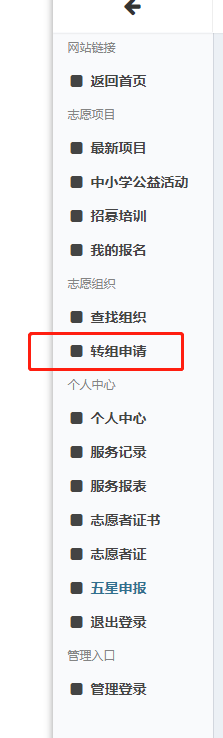 网站链接
返回首页
志愿项目
最新项目
中小学公益活动
招募培训
我的报名
志愿组织
查找组织
转组申请
个人中心
个人中心
服务记录
服务报表
志愿者证书
志愿者证
五星申报
退出登录
管理入口
管理登录